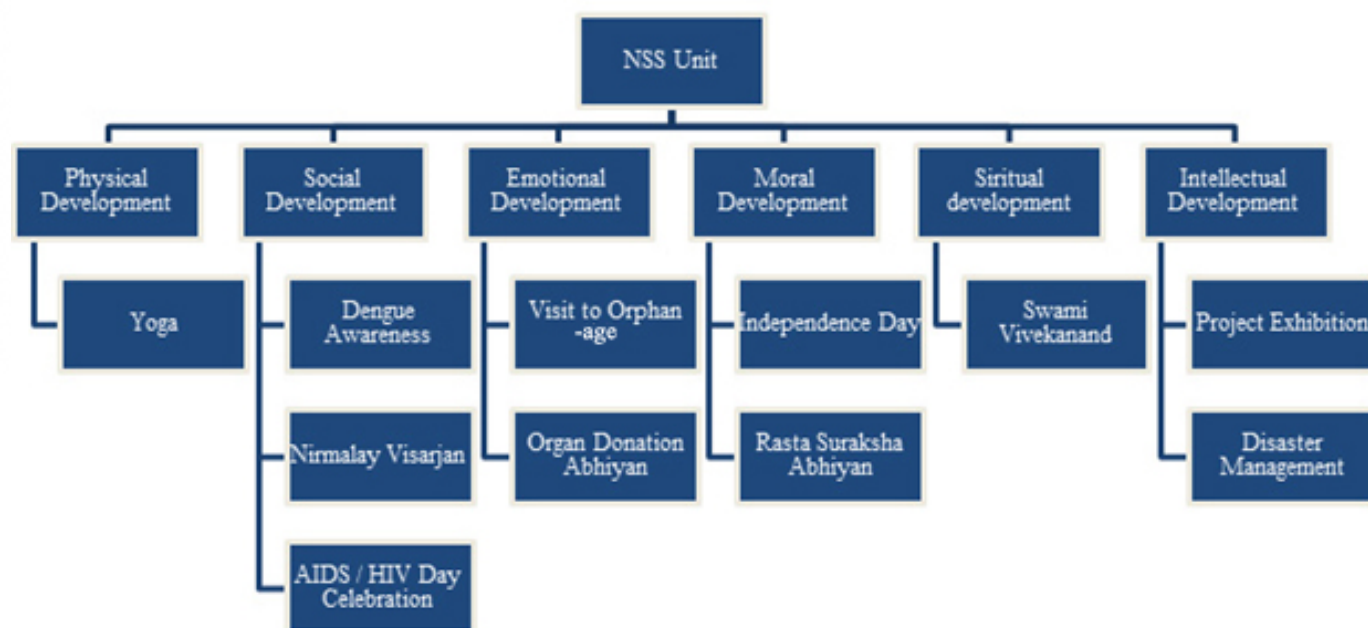 NSS Unit
Physical
Development
Social
Development
Emotional
Development
Moral
Development
Siritual
development
Intellectual
Development
Yoga
Dengue
Awareness
Visit to Orphan
-age
Independence Day
Swami
Vivekanand
Project Exhibition
Nirmalay Visarjan
Organ Donation
Abhiyan
Rasta Suraksha
Abhiyan
Disaster
Management
AIDS / HIV Day
Celebration